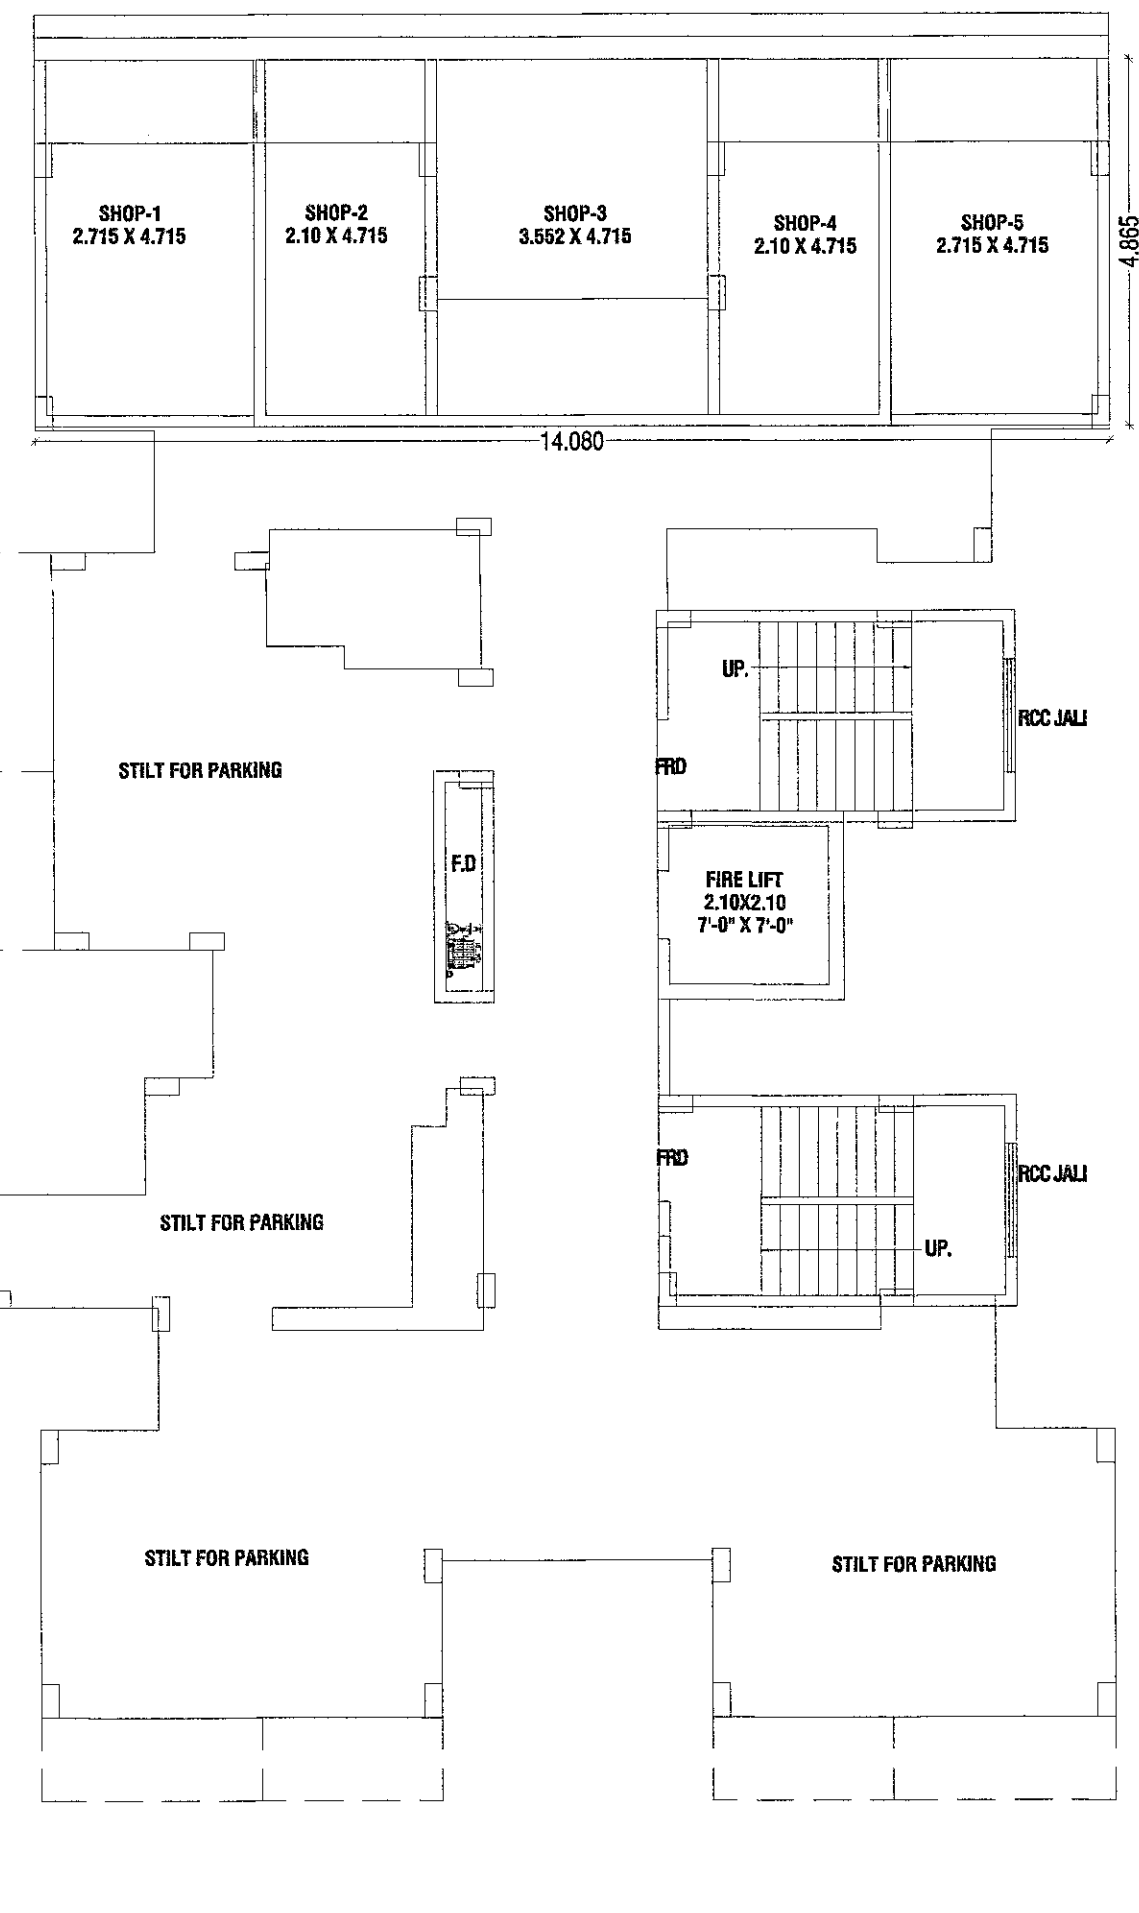 SHOP-1
2.715 X 4.715
SHOP-2
2.10 X 4.715
SHOP-3
3.552 X 4.715
SHOP-4
2.10 X 4.715
SHOP-5
2.715 X 4.715
4.865
14.080
UP.
RCC JALI
FRD
STILT FOR PARKING
F.D
FIRE LIFT
2.10X2.10
7'-0" X 7'-0"
FRD
RCC JALI
STILT FOR PARKING
UP.
STILT FOR PARKING
STILT FOR PARKING